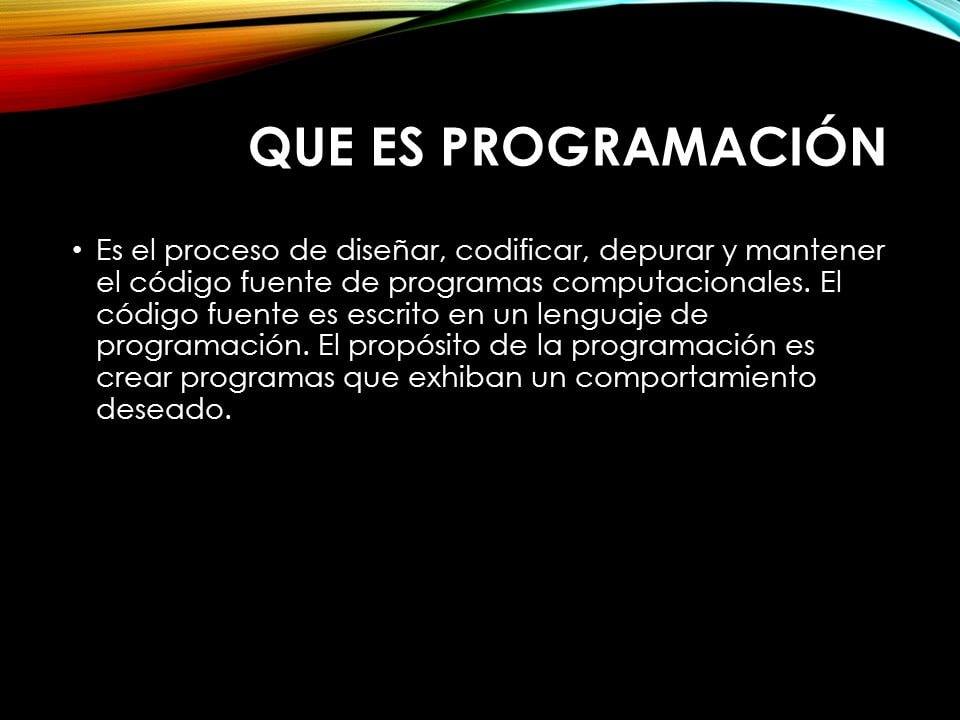 QUE ES PROGRAMACIÓN
• Es el proceso de diseñar, codificar, depurar y mantener
el código fuente de programas computacionales. El
código fuente es escrito en un lenguaje de
programación. El propósito de la programación es
crear programas que exhiban un comportamiento
deseado.